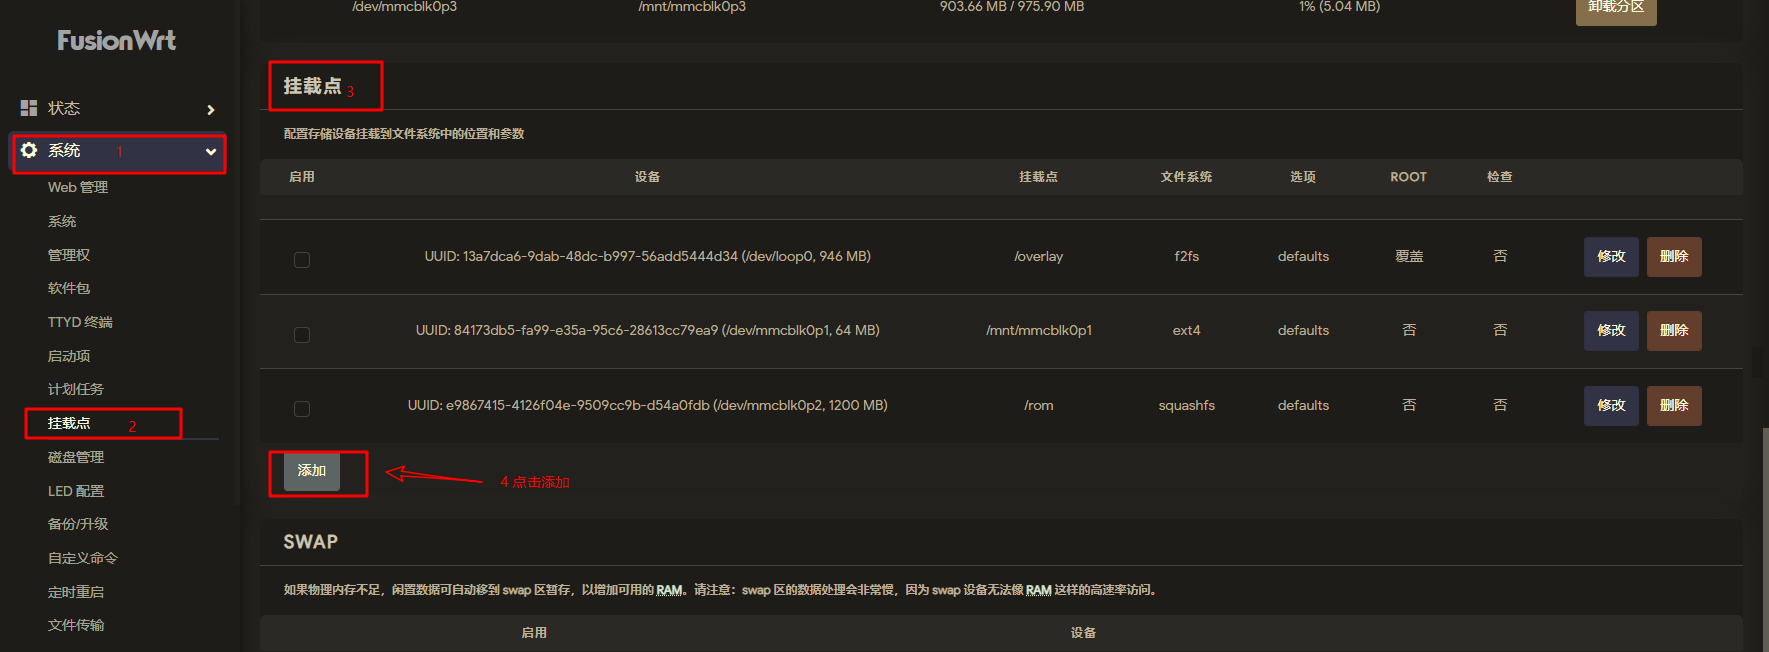 /dev/mmcblk0p3 /mnt/mmcblk0p3 903.66 MB / 975.90 MB 1% (5.04 MB) 卸载分区
FusionWrt
状态
系统 1
Web 管理
系统
管理权
软件包
TTYD 终端
启动项
计划任务
挂载点 2
磁盘管理
LED 配置
备份/升级
自定义命令
定时重启
文件传输
挂载点 3
配置存储设备挂载到文件系统中的位置和参数
启用 设备 挂载点 文件系统 选项 ROOT 检查
UUID: 13a7dca6-9dab-48dc-b997-56add5444d34 (/dev/loop0, 946 MB) /overlay f2fs defaults 覆盖 否 修改 删除
UUID: 84173db5-fa99-e35a-95c6-28613cc79ea9 (/dev/mmcblk0p1, 64 MB) /mnt/mmcblk0p1 ext4 defaults 否 否 修改 删除
UUID: e9867415-4126f04e-9509cc9b-d54a0fdb (/dev/mmcblk0p2, 1200 MB) /rom squashfs defaults 否 否 修改 删除
添加 4 点击添加
SWAP
如果物理内存不足，闲置数据可自动移到 swap 区暂存，以增加可用的 RAM。请注意：swap 区的数据处理会非常慢，因为 swap 设备无法像 RAM 这样的高速率访问。
启用 设备